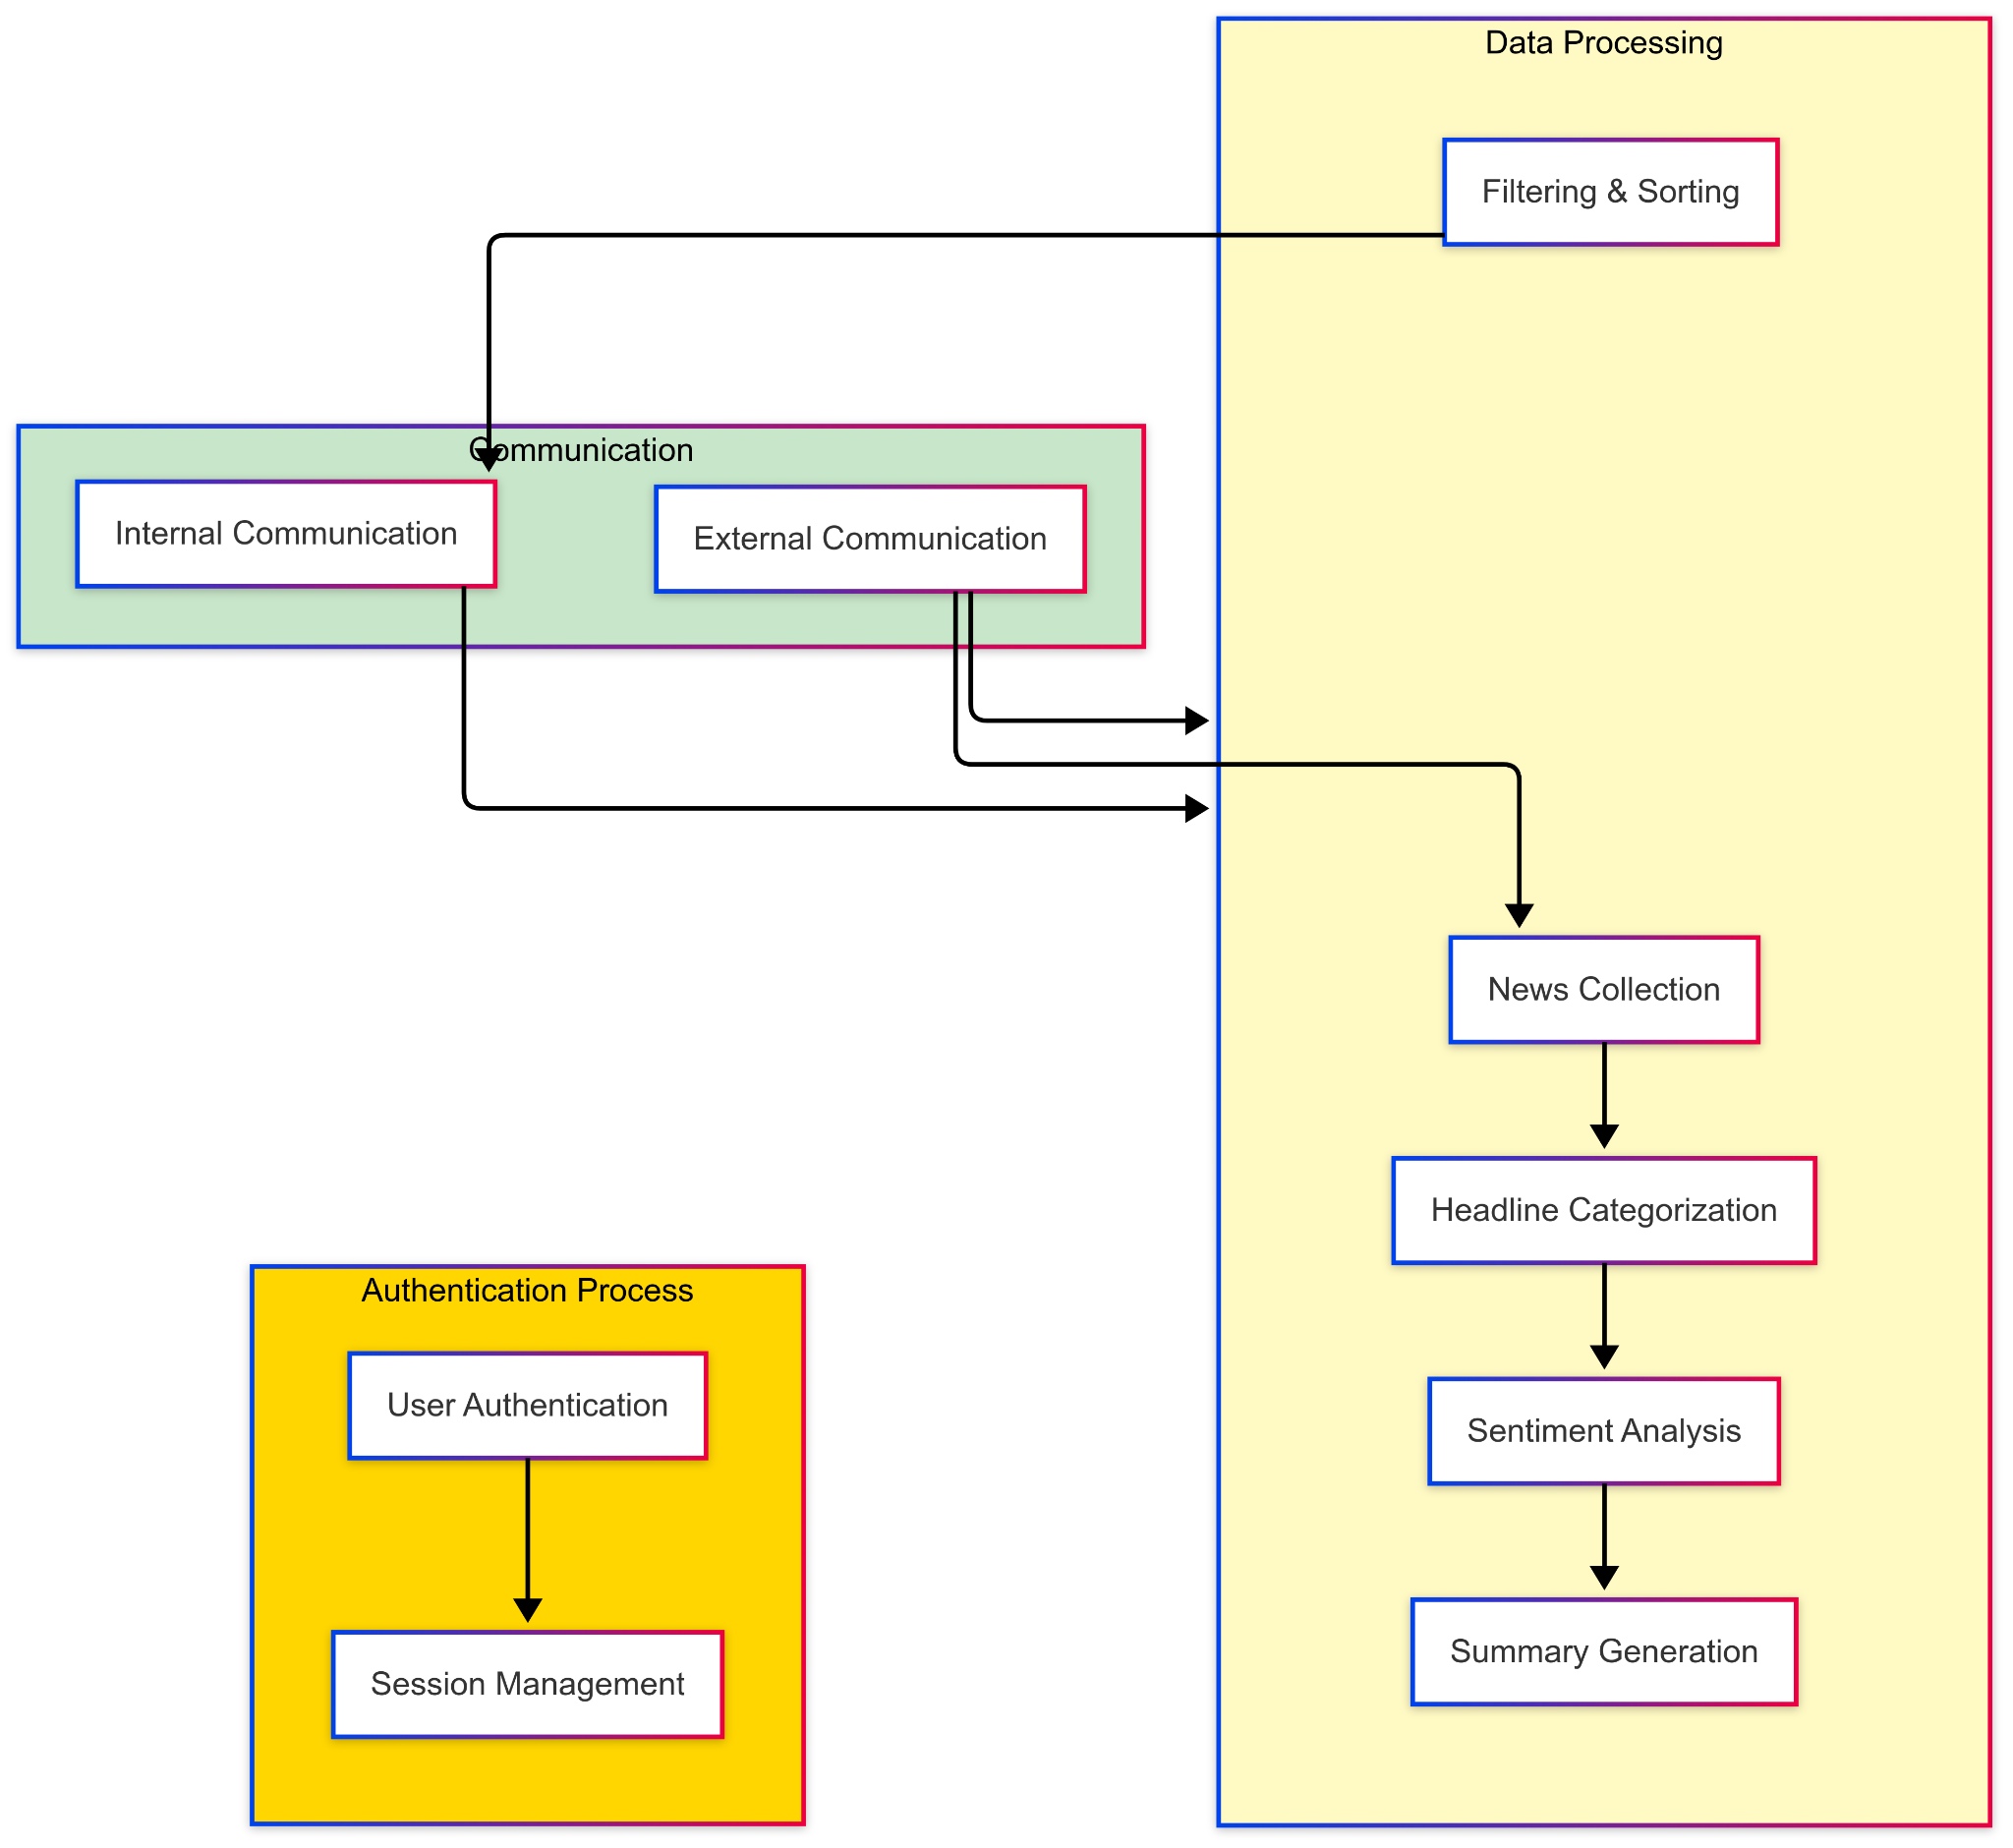 Data Processing
Filtering & Sorting
Communication
Internal Communication
External Communication
News Collection
Headline Categorization
Sentiment Analysis
Summary Generation
Authentication Process
User Authentication
Session Management